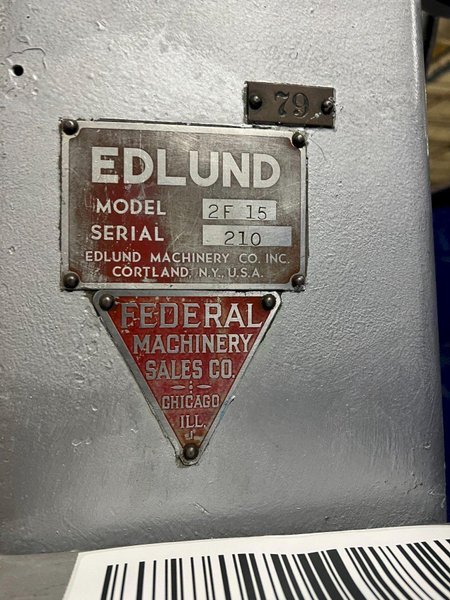 79
EDLUND
MODEL 2F 15
SERIAL 210
EDLUND MACHINERY CO. INC.
CORTLAND, N.Y., U.S.A.
FEDERAL
MACHINERY
SALES CO.
CHICAGO
ILL.